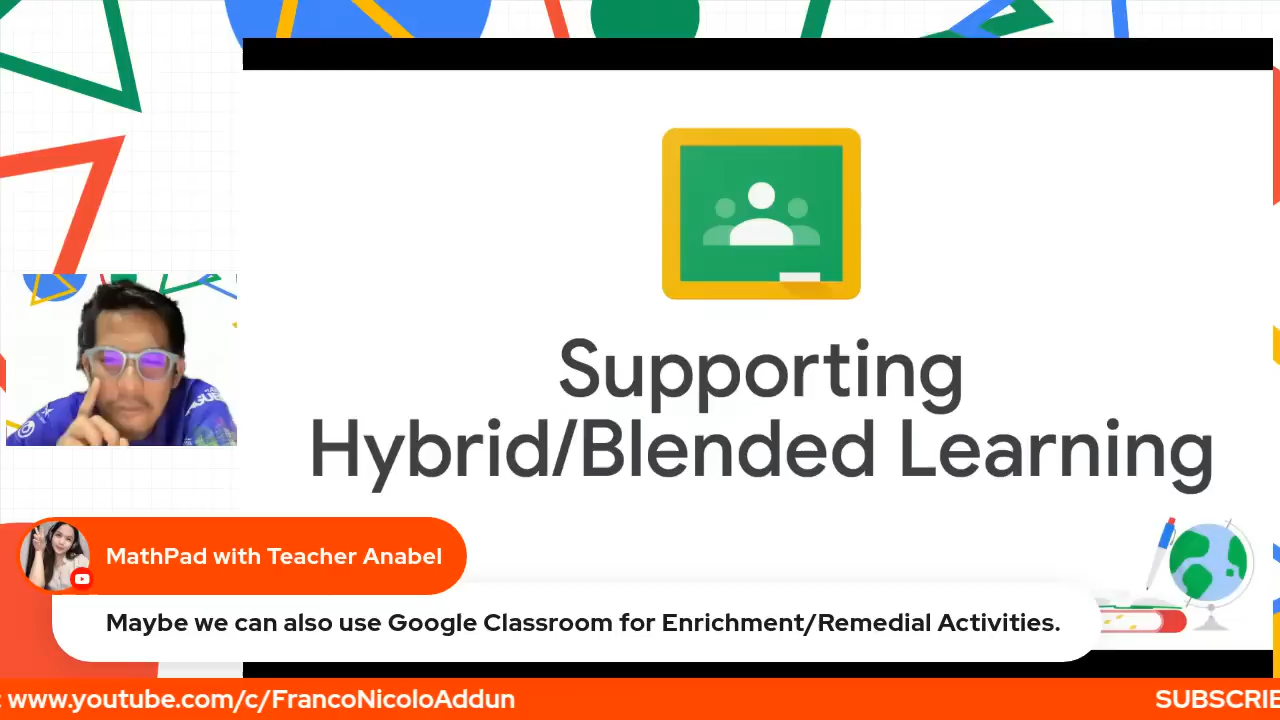 Supporting
Hybrid/Blended Learning
MathPad with Teacher Anabel
Maybe we can also use Google Classroom for Enrichment/Remedial Activities.
: www.youtube.com/c/FrancoNicoloAddun
SUBSCRIBE